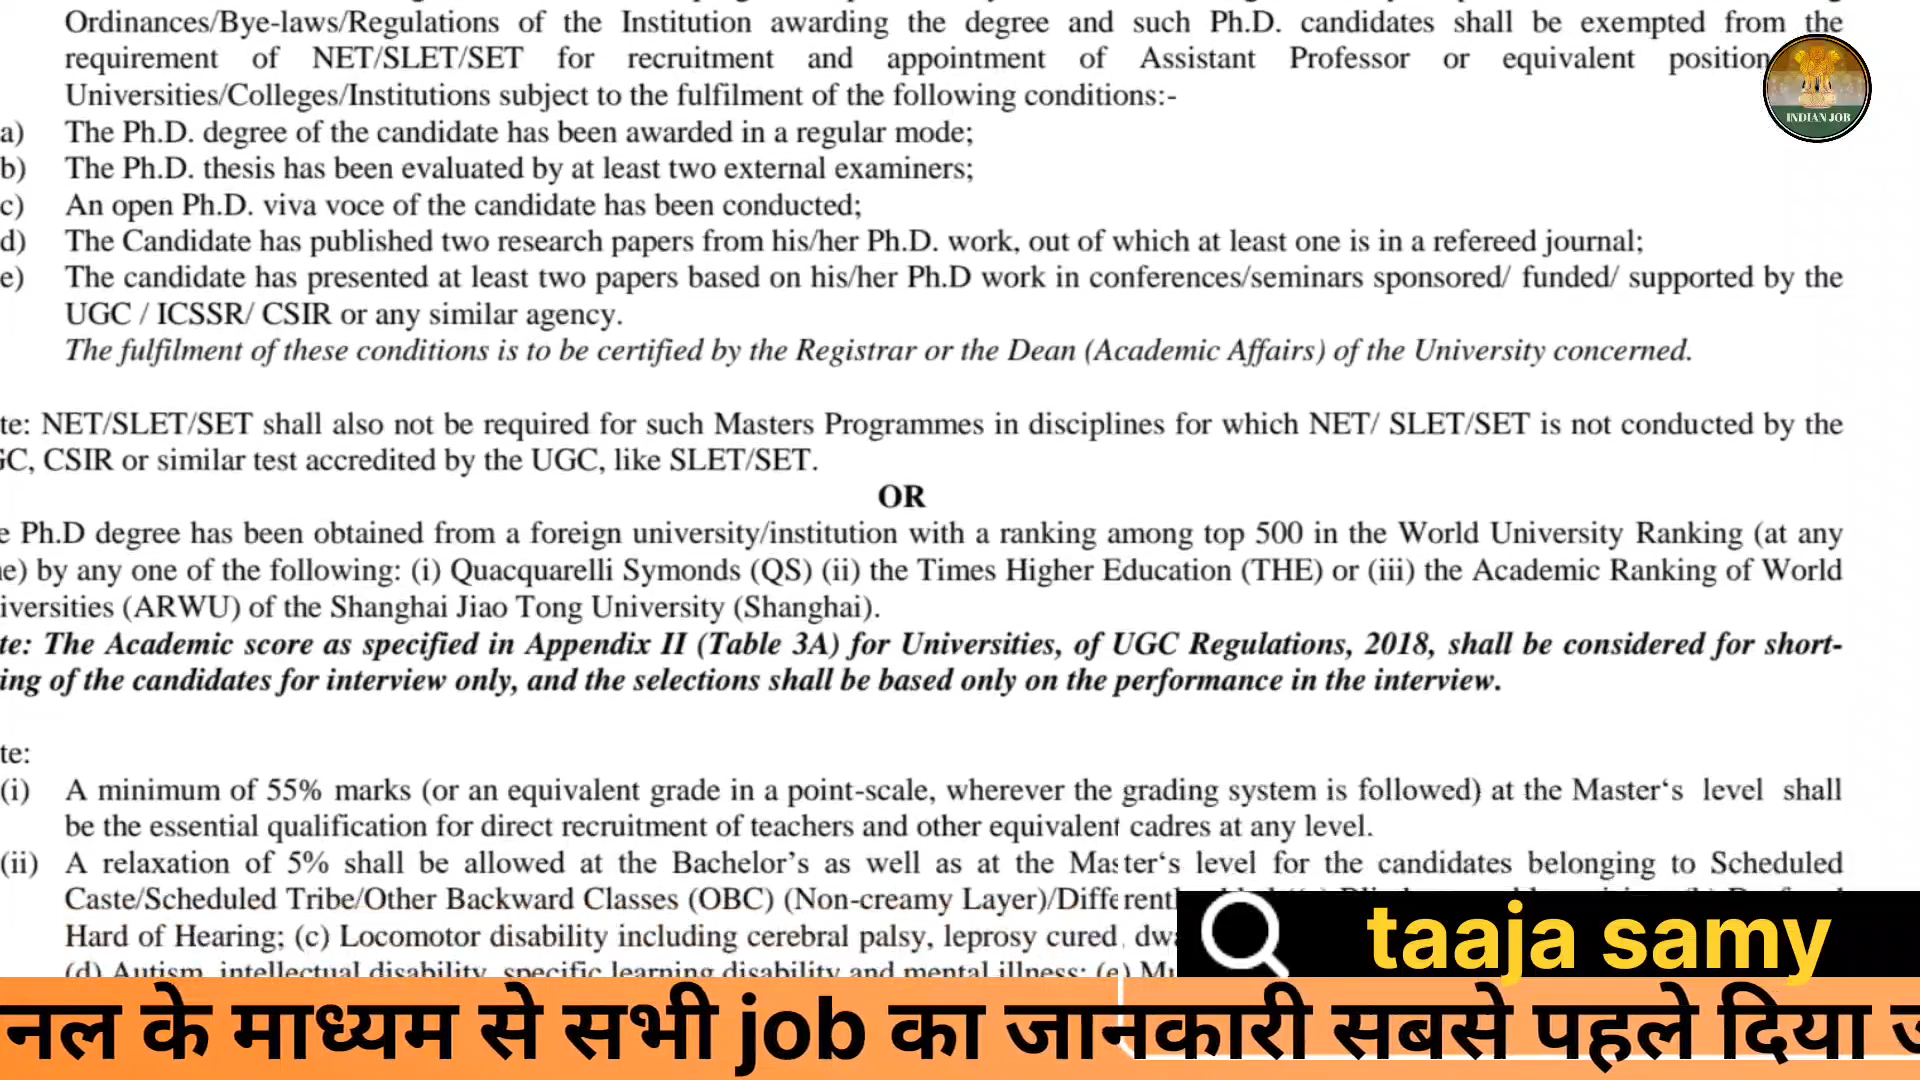 Ordinances/Bye-laws/Regulations of the Institution awarding the degree and such Ph.D. candidates shall be exempted from the
requirement of NET/SLET/SET for recruitment and appointment of Assistant Professor or equivalent position
Universities/Colleges/Institutions subject to the fulfilment of the following conditions:-
INDIAN JOB
a) The Ph.D. degree of the candidate has been awarded in a regular mode;
b) The Ph.D. thesis has been evaluated by at least two external examiners;
c) An open Ph.D. viva voce of the candidate has been conducted;
d) The Candidate has published two research papers from his/her Ph.D. work, out of which at least one is in a refereed journal;
e) The candidate has presented at least two papers based on his/her Ph.D work in conferences/seminars sponsored/ funded/ supported by the
UGC / ICSSR/ CSIR or any similar agency.
The fulfilment of these conditions is to be certified by the Registrar or the Dean (Academic Affairs) of the University concerned.
te: NET/SLET/SET shall also not be required for such Masters Programmes in disciplines for which NET/ SLET/SET is not conducted by the
GC, CSIR or similar test accredited by the UGC, like SLET/SET.
OR
e Ph.D degree has been obtained from a foreign university/institution with a ranking among top 500 in the World University Ranking (at any
e) by any one of the following: (i) Quacquarelli Symonds (QS) (ii) the Times Higher Education (THE) or (iii) the Academic Ranking of World
iversities (ARWU) of the Shanghai Jiao Tong University (Shanghai).
te: The Academic score as specified in Appendix II (Table 3A) for Universities, of UGC Regulations, 2018, shall be considered for short-
ing of the candidates for interview only, and the selections shall be based only on the performance in the interview.
te:
(i) A minimum of 55% marks (or an equivalent grade in a point-scale, wherever the grading system is followed) at the Master‘s level shall
be the essential qualification for direct recruitment of teachers and other equivalent cadres at any level.
(ii) A relaxation of 5% shall be allowed at the Bachelor’s as well as at the Master‘s level for the candidates belonging to Scheduled
Caste/Scheduled Tribe/Other Backward Classes (OBC) (Non-creamy Layer)/Different
Hard of Hearing; (c) Locomotor disability including cerebral palsy, leprosy cured, dw
(d) Autism, intellectual disability, specific learning disability and mental illness; (e) Mu
taaja samy
नल के माध्यम से सभी job का जानकारी सबसे पहले दिया ज